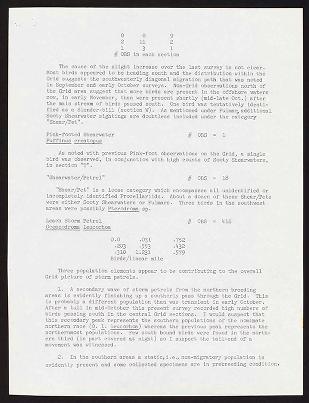 0 0 0
2 11 2
1 3 1
# OBS in each section
The cause of the slight increase over the last survey is not clear.
Most birds appeared to be heading south and the distribution within the
Grid suggests the southwesterly diagonal migration path that was noted
in September and early October surveys. Non-Grid observations north of
the Grid area suggest that more birds are present in the offshore waters
now, in early November, than were present shortly (mid-late Oct.) after
the main stream of birds passed south. One bird was tentatively identi-
fied as a Slender-bill (section W). As mentioned under Fulmar, additional
Sooty Shearwater sightings are doubtless included under the category
"Shear/Pet".
Pink-footed Shearwater # OBS = 1
Puffinus creatopus
As noted with previous Pink-foot observations on the Grid, a single
bird was observed, in conjunction with high counts of Sooty Shearwaters,
in section
"Shearwater/Petrel" # OBS = 18
"Shear/Pet" is a loose category which encompasses all unidentified or
incompletely identified Procellariids. About a dozen of these Shear/Pets
were either Sooty Shearwaters or Fulmars. Three birds in the southwest
areas were possibly Pterodroma sp.
Leach Storm Petrel # OBS =
Oceanodroma leucorhoa
0.0 .051 .752
.293 .573 .432
.310 1.231 .579
Birds/linear mile
Three population elements appear to be contributing to the overall
Grid picture of storm petrels.
1. A secondary wave of storm petrels from the northern breeding
areas is evidently finishing up a southerly pass through the Grid. This
is probably a different population than was transient in early October.
After a lull in mid-October this present survey recorded high numbers of
birds passing south in the central Grid sections. I would suggest that
this secondary peak represents the southern populations of the nominate
northern race (O. l. leucorhoa) whereas the previous peak represents the
northernmost populations. Few south bound birds were found in the north-
ern third (in part covered at night) so I suspect the tail-end of a
movement was witnessed.
2. In the southern areas a static, i.e., non-migratory population is
evidently present and some collected specimens are in prebreeding condition.